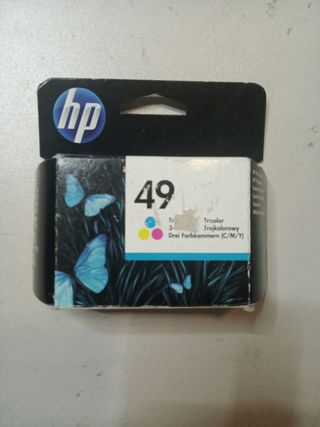 hp
49
Tricolor
Trójkolorowy
Drei Farbkammern (C/M/Y)